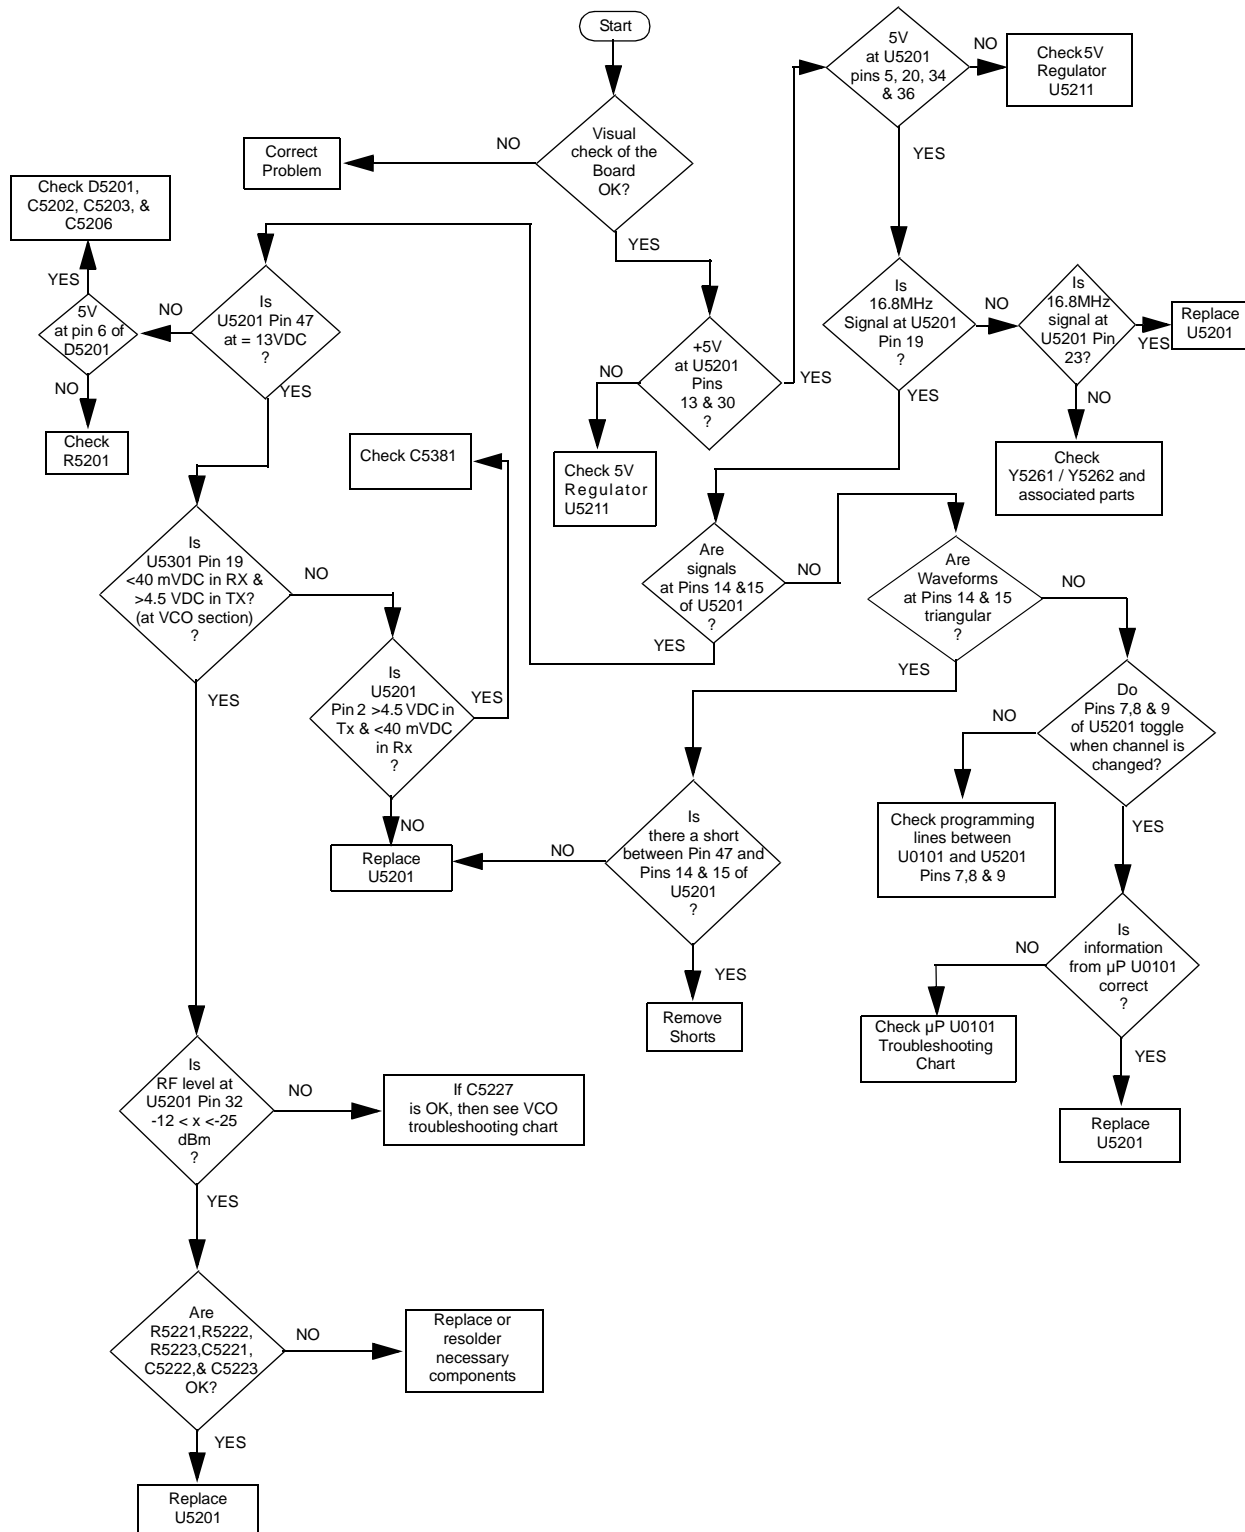 Start
5V
at U5201
pins 5, 20, 34
& 36
NO
Check 5V
Regulator
U5211
YES
Visual
check of the
Board
OK?
NO
Correct
Problem
YES
Check D5201,
C5202, C5203, &
C5206
YES
5V
at pin 6 of
D5201
NO
NO
Check
R5201
Is
U5201 Pin 47
at = 13VDC
?
YES
+5V
at U5201
Pins
13 & 30
?
NO
YES
Check 5V
Regulator
U5211
Is
16.8MHz
Signal at U5201
Pin 19
?
NO
YES
Is
16.8MHz
signal at
U5201 Pin
23?
YES
Replace
U5201
NO
Check
Y5261 / Y5262 and
associated parts
Check C5381
Is
U5301 Pin 19
<40 mVDC in RX &
>4.5 VDC in TX?
(at VCO section)
?
NO
YES
Are
signals
at Pins 14 &15
of U5201
?
NO
YES
Are
Waveforms
at Pins 14 & 15
triangular
?
NO
YES
Is
U5201
Pin 2 >4.5 VDC in
Tx & <40 mVDC
in Rx
?
YES
NO
Replace
U5201
Do
Pins 7,8 & 9
of U5201 toggle
when channel is
changed?
NO
YES
Check programming
lines between
U0101 and U5201
Pins 7,8 & 9
Is
there a short
between Pin 47 and
Pins 14 & 15 of
U5201
?
NO
YES
Remove
Shorts
Is
information
from µP U0101
correct
?
NO
YES
Check µP U0101
Troubleshooting
Chart
Replace
U5201
Is
RF level at
U5201 Pin 32
-12 < x <-25
dBm
?
NO
YES
If C5227
is OK, then see VCO
troubleshooting chart
Are
R5221,R5222,
R5223,C5221,
C5222,& C5223
OK?
NO
YES
Replace or
resolder
necessary
components
Replace
U5201